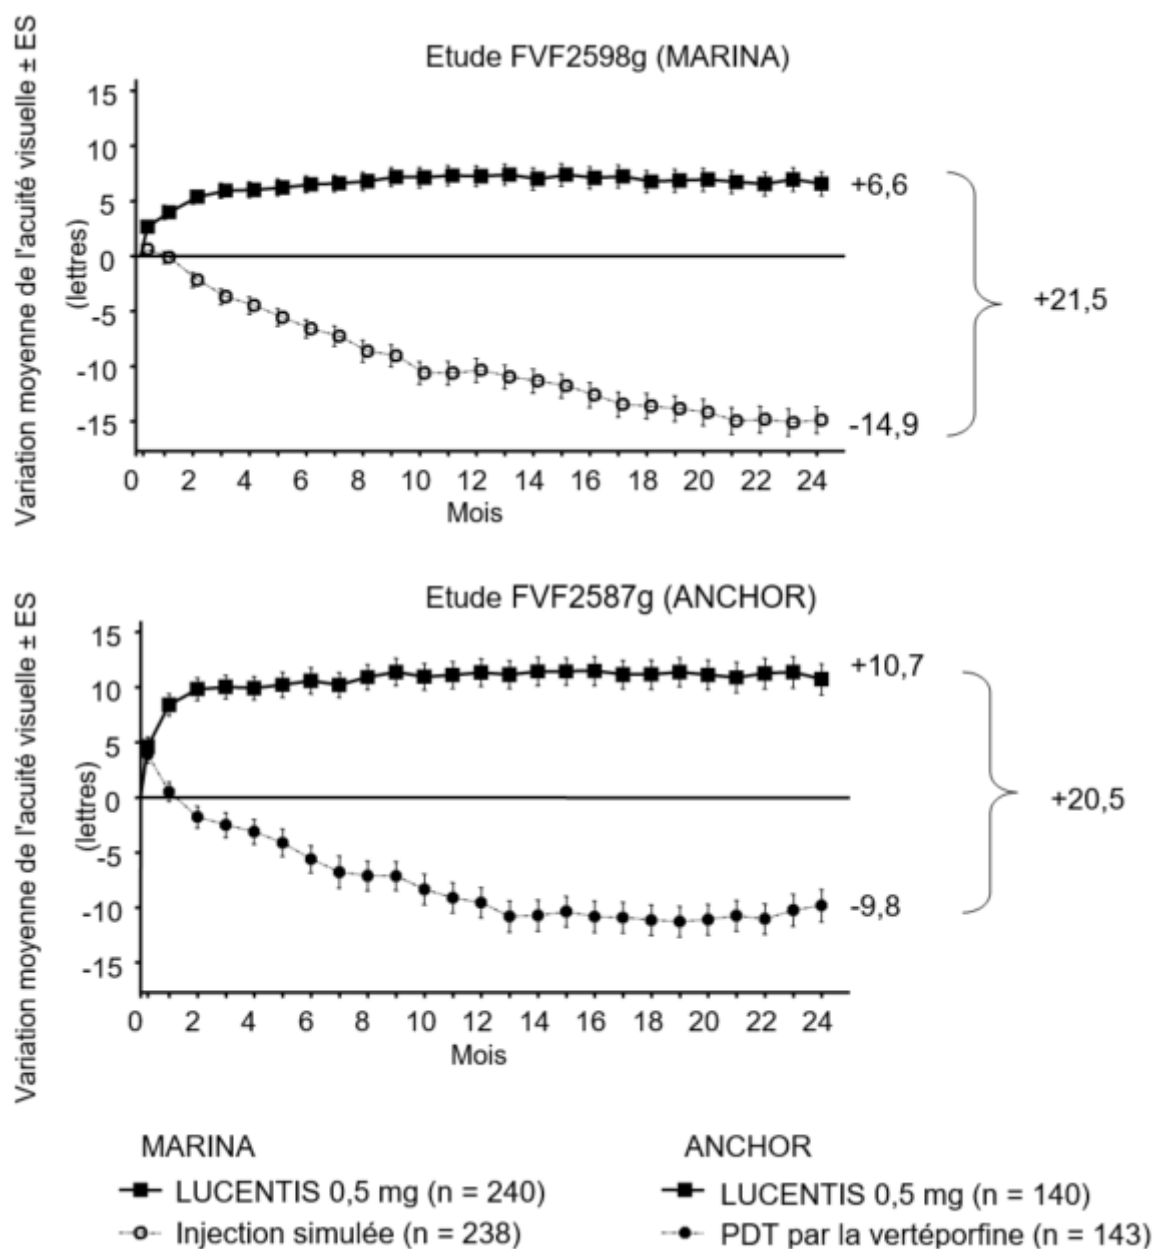 Etude FVF2598g (MARINA)
Variation moyenne de l'acuité visuelle ± ES
(lettres)
15
10
5
0
-5
-10
-15
+6,6
+21,5
-14,9
0 2 4 6 8 10 12 14 16 18 20 22 24
Mois
Etude FVF2587g (ANCHOR)
Variation moyenne de l'acuité visuelle ± ES
(lettres)
15
10
5
0
-5
-10
-15
+10,7
+20,5
-9,8
0 2 4 6 8 10 12 14 16 18 20 22 24
Mois
MARINA
LUCENTIS 0,5 mg (n = 240)
Injection simulée (n = 238)
ANCHOR
LUCENTIS 0,5 mg (n = 140)
PDT par la vertéporfine (n = 143)